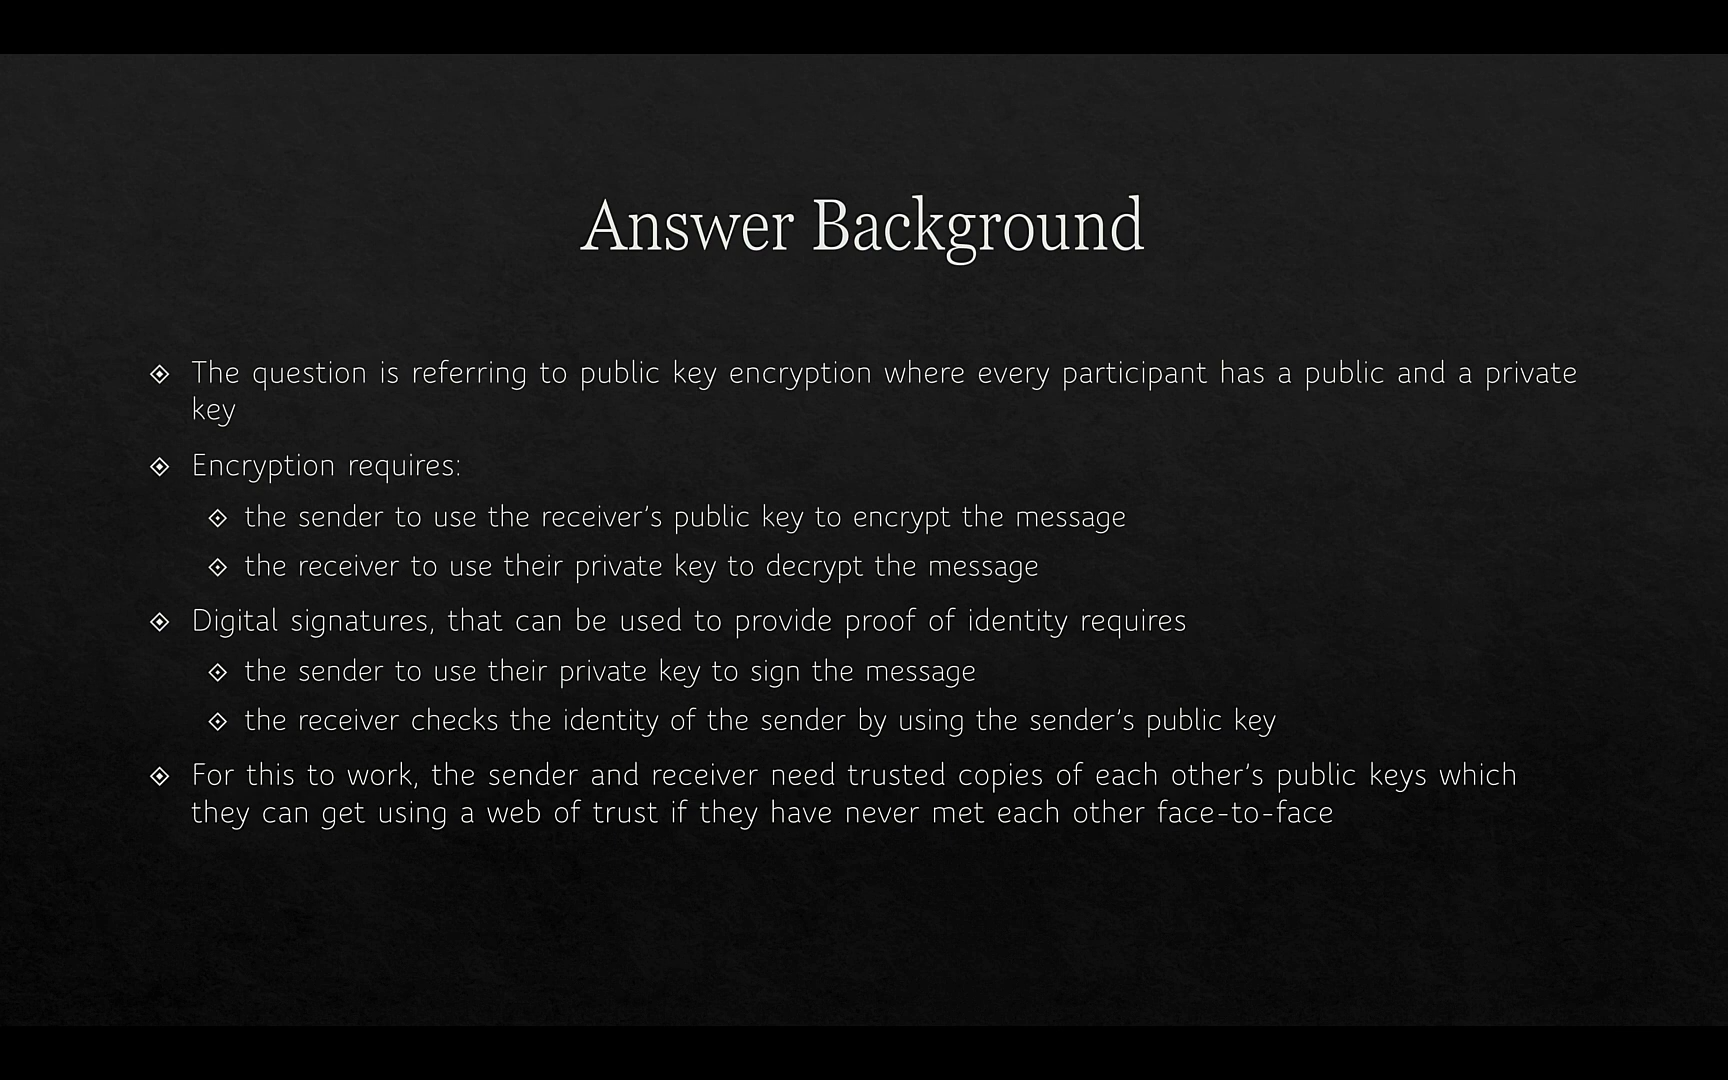 Answer Background
The question is referring to public key encryption where every participant has a public and a private
key
Encryption requires:
the sender to use the receiver’s public key to encrypt the message
the receiver to use their private key to decrypt the message
Digital signatures, that can be used to provide proof of identity requires
the sender to use their private key to sign the message
the receiver checks the identity of the sender by using the sender’s public key
For this to work, the sender and receiver need trusted copies of each other’s public keys which
they can get using a web of trust if they have never met each other face-to-face